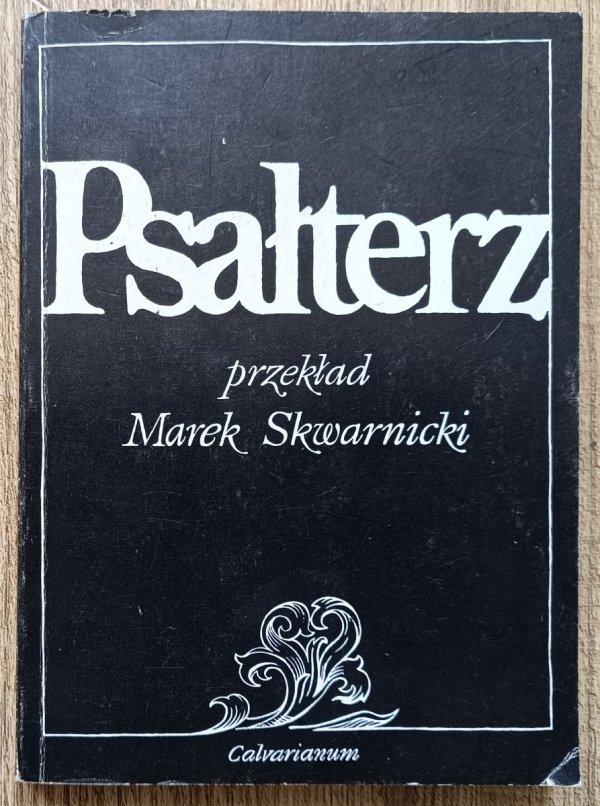 Psałterz
przekład
Marek Skwarnicki
Calvarianum